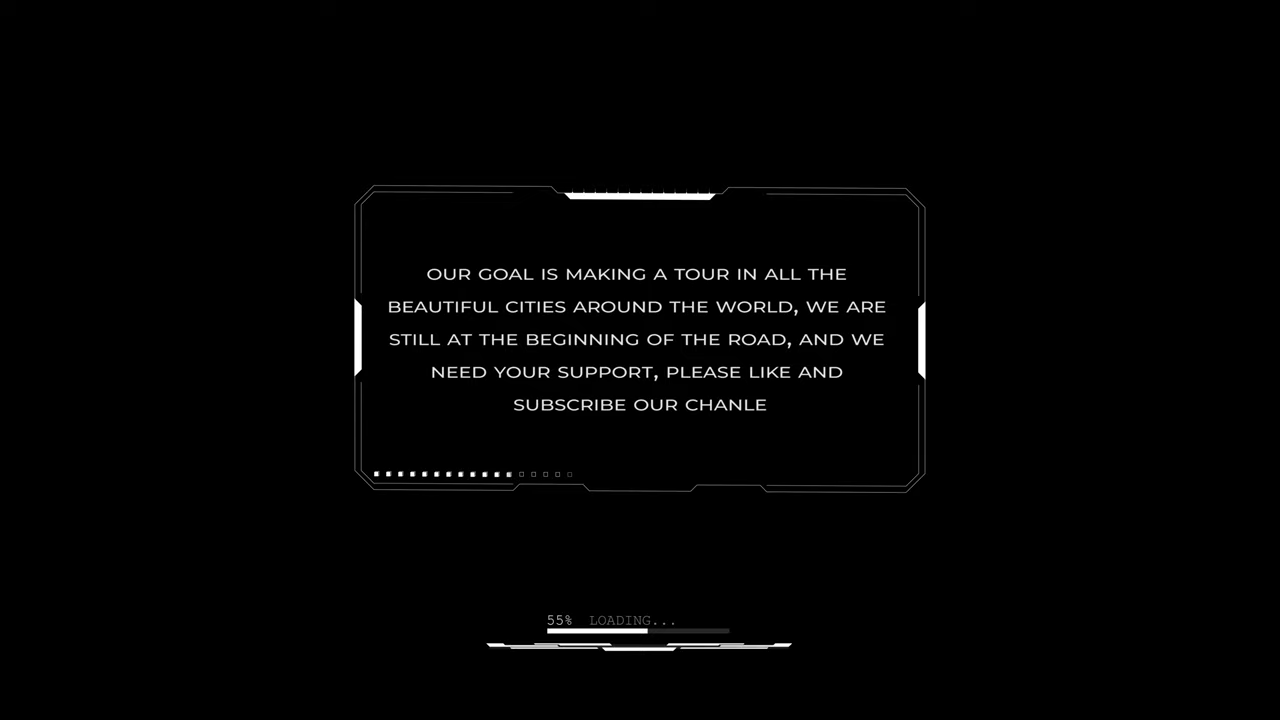 OUR GOAL IS MAKING A TOUR IN ALL THE
BEAUTIFUL CITIES AROUND THE WORLD, WE ARE
STILL AT THE BEGINNING OF THE ROAD, AND WE
NEED YOUR SUPPORT, PLEASE LIKE AND
SUBSCRIBE OUR CHANLE
55% LOADING...